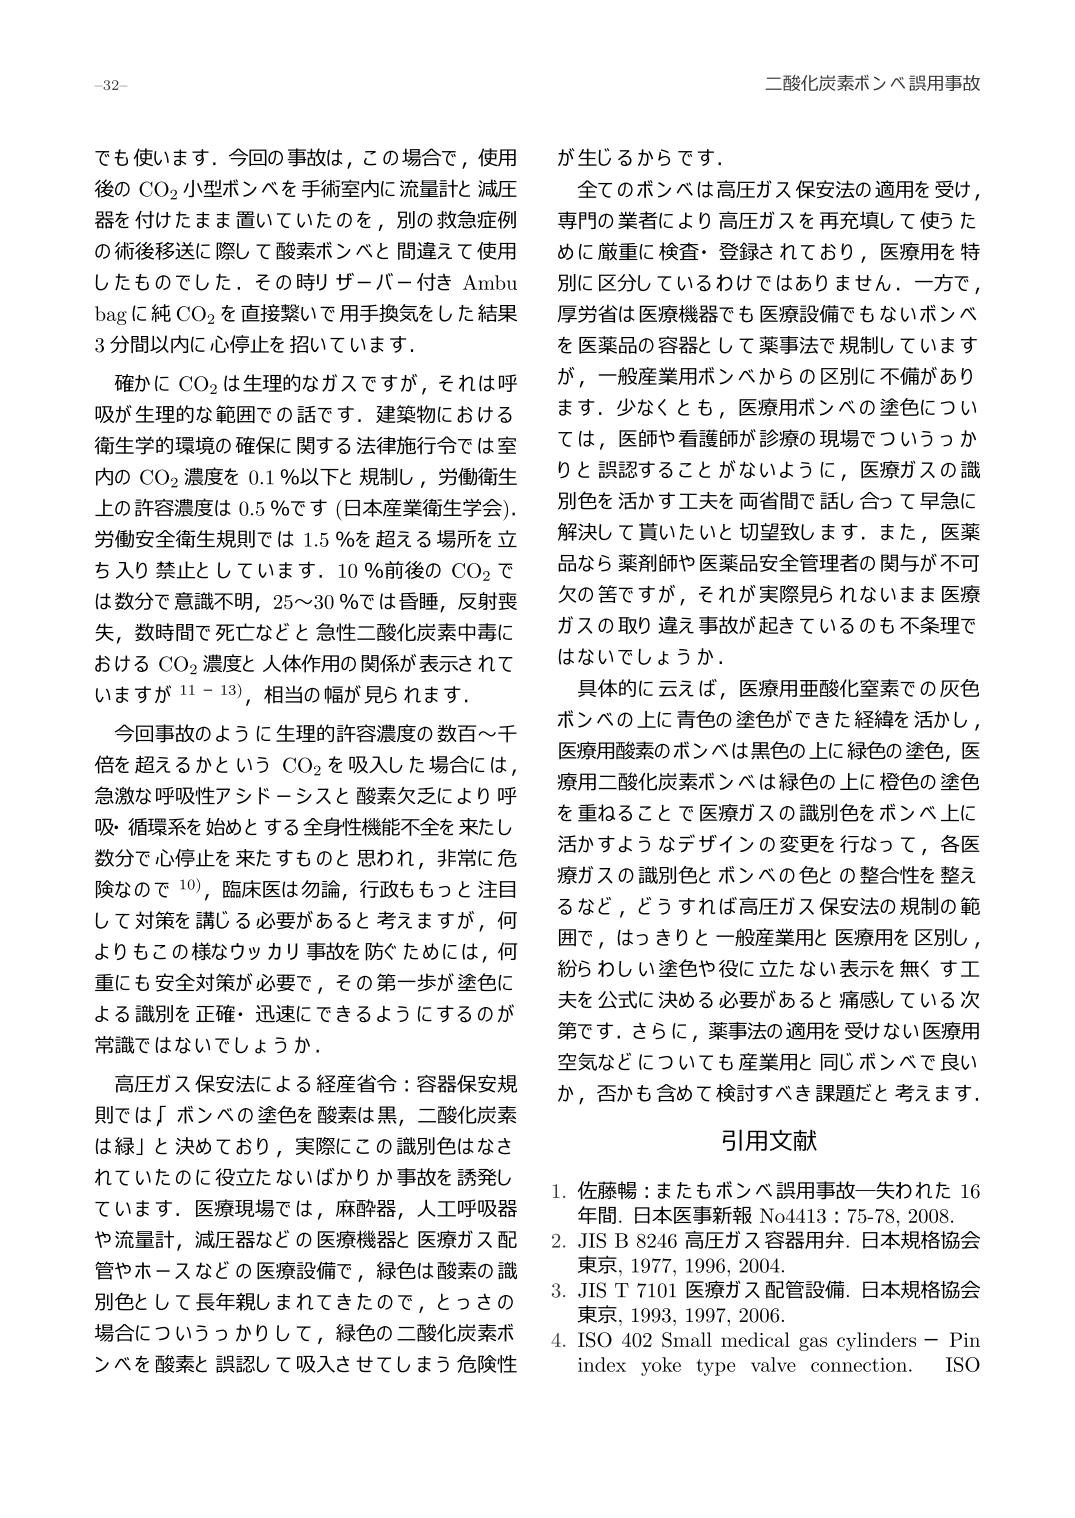 –32–
二酸化炭素ボンベ誤用事故
でも使います．今回の事故は，この場合で，使用
後の CO₂ 小型ボンベを手術室内に流量計と減圧
器を付けたまま置いていたのを，別の救急症例
の術後移送に際して酸素ボンベと間違えて使用
したものでした．その時リザーバー付き Ambu
bag に純 CO₂ を直接繋いで用手換気をした結果
3 分間以内に心停止を招いています．
確かに CO₂ は生理的なガスですが，それは呼
吸が生理的な範囲での話です．建築物における
衛生学的環境の確保に関する法律施行令では室
内の CO₂ 濃度を 0.1 %以下と規制し，労働衛生
上の許容濃度は 0.5 %です (日本産業衛生学会)．
労働安全衛生規則では 1.5 %を超える場所を立
ち入り禁止としています．10 %前後の CO₂ で
は数分で意識不明，25〜30 %では昏睡，反射喪
失，数時間で死亡などと急性二酸化炭素中毒に
おける CO₂ 濃度と人体作用の関係が表示されて
いますが 11 − 13)，相当の幅が見られます．
今回事故のように生理的許容濃度の数百〜千
倍を超えるかという CO₂ を吸入した場合には，
急激な呼吸性アシドーシスと酸素欠乏により呼
吸・循環系を始めとする全身性機能不全を来たし
数分で心停止を来たすものと思われ，非常に危
険なので 10)，臨床医は勿論，行政ももっと注目
して対策を講じる必要があると考えますが，何
よりもこの様なウッカリ事故を防ぐためには，何
重にも安全対策が必要で，その第一歩が塗色に
よる識別を正確・迅速にできるようにするのが
常識ではないでしょうか．
高圧ガス保安法による経産省令：容器保安規
則では「ボンベの塗色を酸素は黒，二酸化炭素
は緑」と決めており，実際にこの識別色はなさ
れていたのに役立たないばかりか事故を誘発し
ています．医療現場では，麻酔器，人工呼吸器
や流量計，減圧器などの医療機器と医療ガス配
管やホースなどの医療設備で，緑色は酸素の識
別色として長年親しまれてきたので，とっさの
場合についうっかりして，緑色の二酸化炭素ボ
ンベを酸素と誤認して吸入させてしまう危険性
が生じるからです．
全てのボンベは高圧ガス保安法の適用を受け，
専門の業者により高圧ガスを再充填して使うた
めに厳重に検査・登録されており，医療用を特
別に区分しているわけではありません．一方で，
厚労省は医療機器でも医療設備でもないボンベ
を医薬品の容器として薬事法で規制しています
が，一般産業用ボンベからの区別に不備があり
ます．少なくとも，医療用ボンベの塗色につい
ては，医師や看護師が診療の現場でついうっか
りと誤認することがないように，医療ガスの識
別色を活かす工夫を両省間で話し合って早急に
解決して貰いたいと切望致します．また，医薬
品なら薬剤師や医薬品安全管理者の関与が不可
欠の筈ですが，それが実際見られないまま医療
ガスの取り違え事故が起きているのも不条理で
はないでしょうか．
具体的に云えば，医療用亜酸化窒素での灰色
ボンベの上に青色の塗色ができた経緯を活かし，
医療用酸素のボンベは黒色の上に緑色の塗色，医
療用二酸化炭素ボンベは緑色の上に橙色の塗色
を重ねることで医療ガスの識別色をボンベ上に
活かすようなデザインの変更を行なって，各医
療ガスの識別色とボンベの色との整合性を整え
るなど，どうすれば高圧ガス保安法の規制の範
囲で，はっきりと一般産業用と医療用を区別し，
紛らわしい塗色や役に立たない表示を無くす工
夫を公式に決める必要があると痛感している次
第です．さらに，薬事法の適用を受けない医療用
空気などについても産業用と同じボンベで良い
か，否かも含めて検討すべき課題だと考えます．
引用文献
1. 佐藤暢：またもボンベ誤用事故—失われた 16
年間. 日本医事新報 No4413：75-78, 2008.
2. JIS B 8246 高圧ガス容器用弁. 日本規格協会
東京, 1977, 1996, 2004.
3. JIS T 7101 医療ガス配管設備. 日本規格協会
東京, 1993, 1997, 2006.
4. ISO 402 Small medical gas cylinders − Pin
index yoke type valve connection. ISO